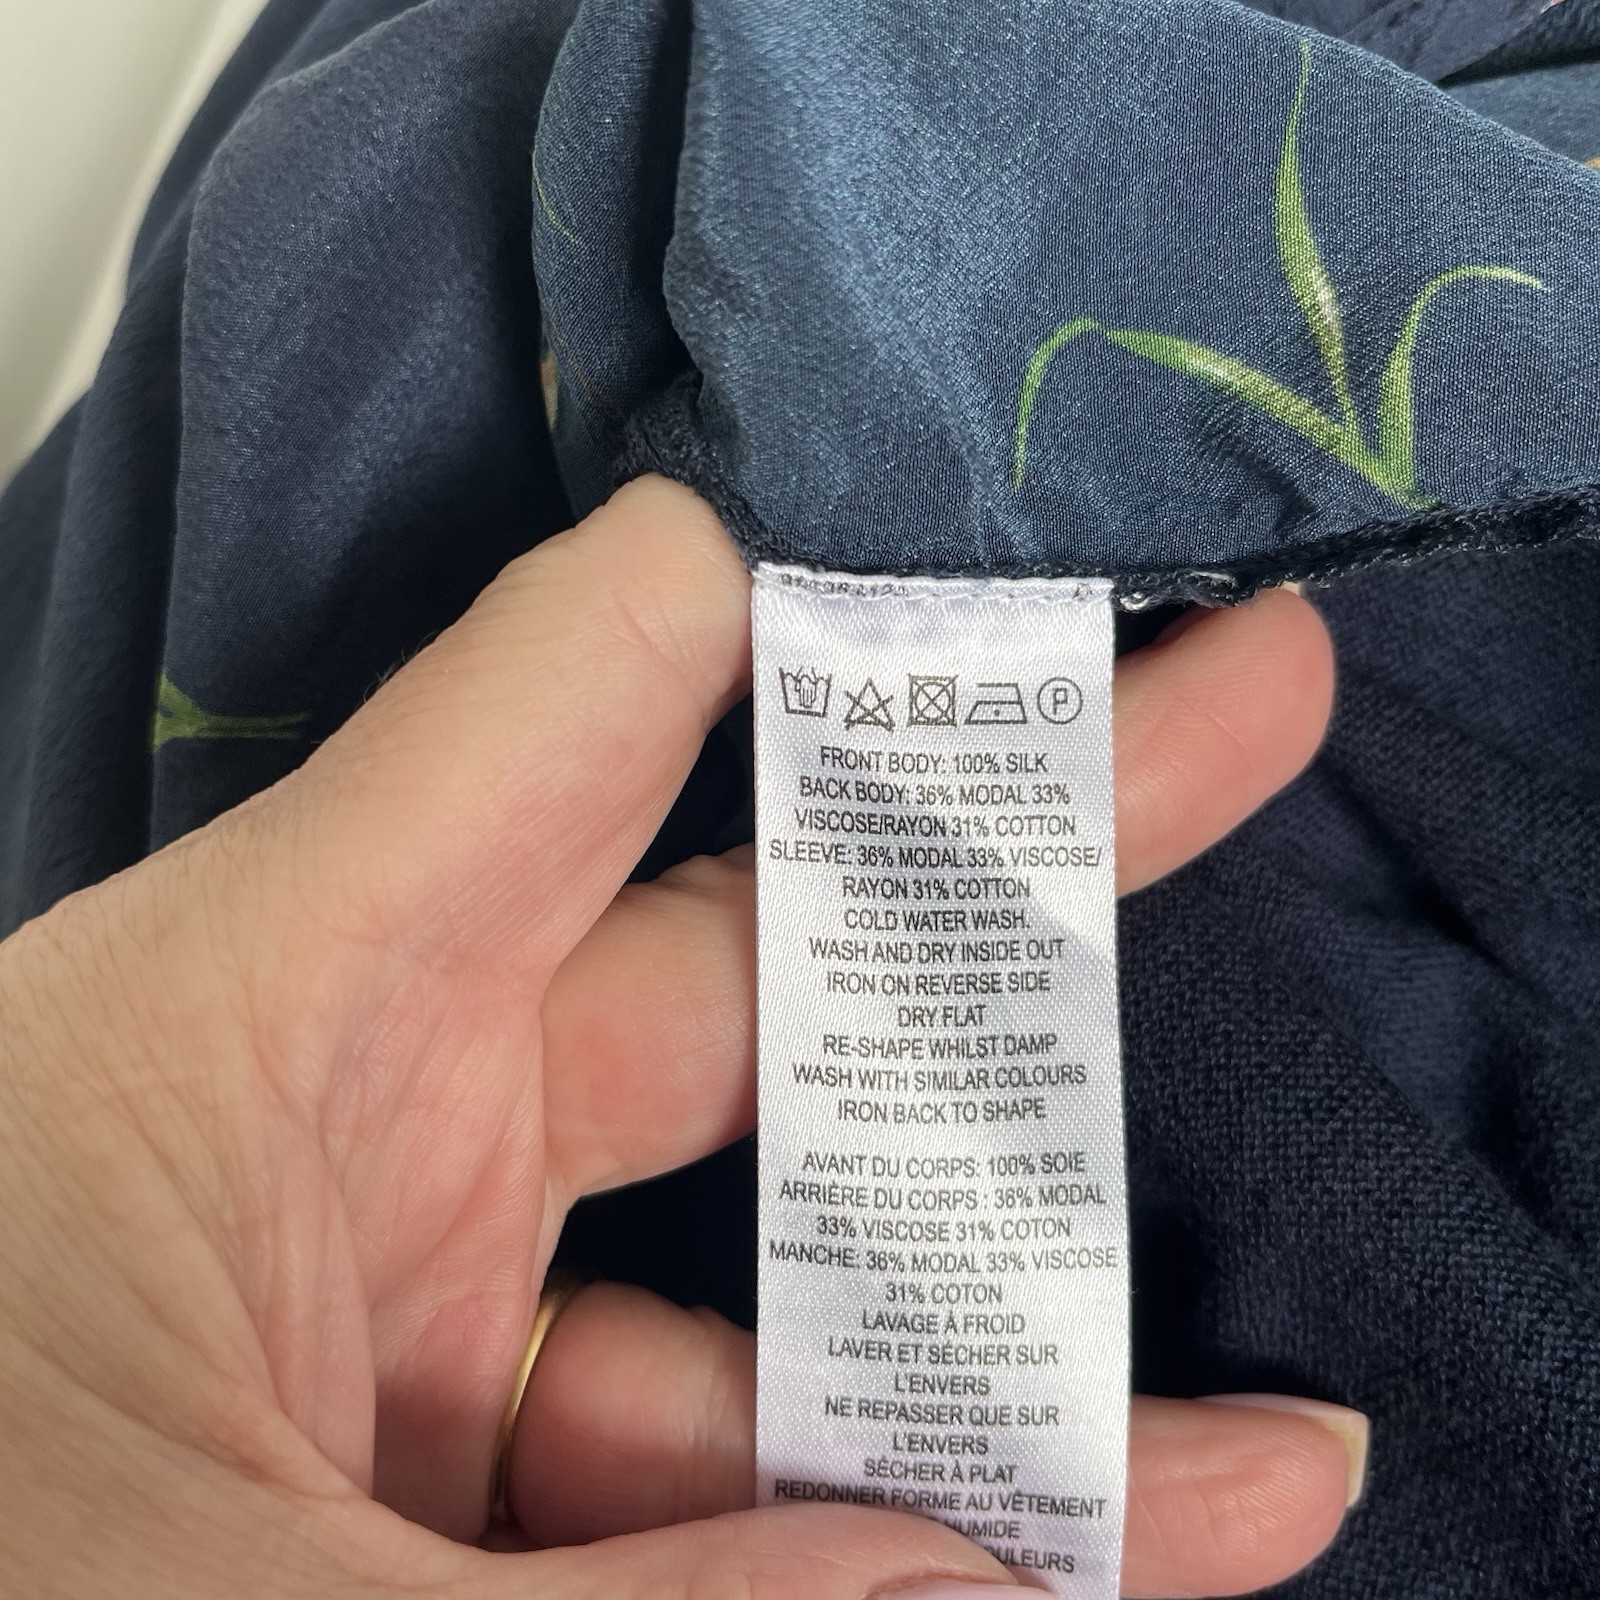 P
FRONT BODY: 100% SILK
BACK BODY: 36% MODAL 33%
VISCOSE/RAYON 31% COTTON
SLEEVE: 36% MODAL 33% VISCOSE/
RAYON 31% COTTON
COLD WATER WASH.
WASH AND DRY INSIDE OUT
IRON ON REVERSE SIDE
DRY FLAT
RE-SHAPE WHILST DAMP
WASH WITH SIMILAR COLOURS
IRON BACK TO SHAPE
AVANT DU CORPS: 100% SOIE
ARRIÈRE DU CORPS : 36% MODAL
33% VISCOSE 31% COTON
MANCHE: 36% MODAL 33% VISCOSE
31% COTON
LAVAGE À FROID
LAVER ET SÉCHER SUR
L'ENVERS
NE REPASSER QUE SUR
L'ENVERS
SÉCHER À PLAT
REDONNER FORME AU VÊTEMENT
HUMIDE